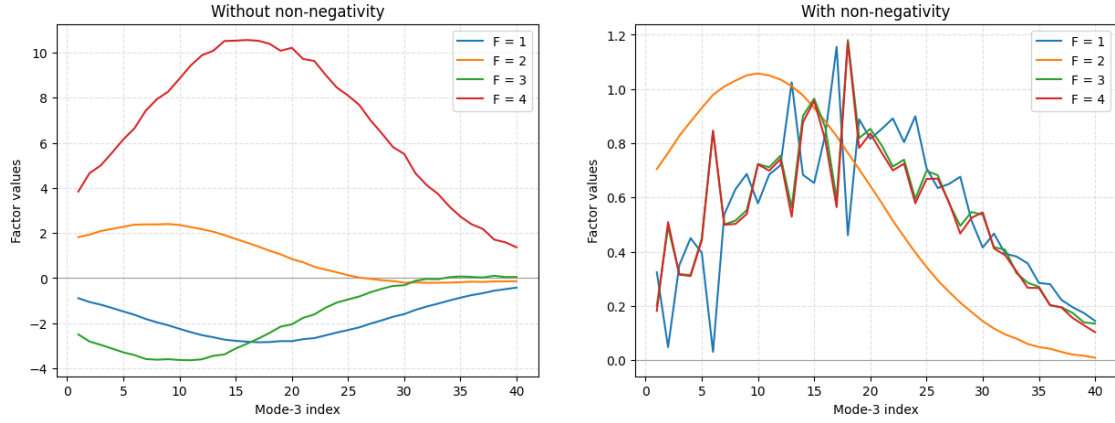 Without non-negativity
Factor values
10
8
6
4
2
0
−2
−4
0 5 10 15 20 25 30 35 40
Mode-3 index
F = 1
F = 2
F = 3
F = 4
With non-negativity
Factor values
1.2
1.0
0.8
0.6
0.4
0.2
0.0
0 5 10 15 20 25 30 35 40
Mode-3 index
F = 1
F = 2
F = 3
F = 4